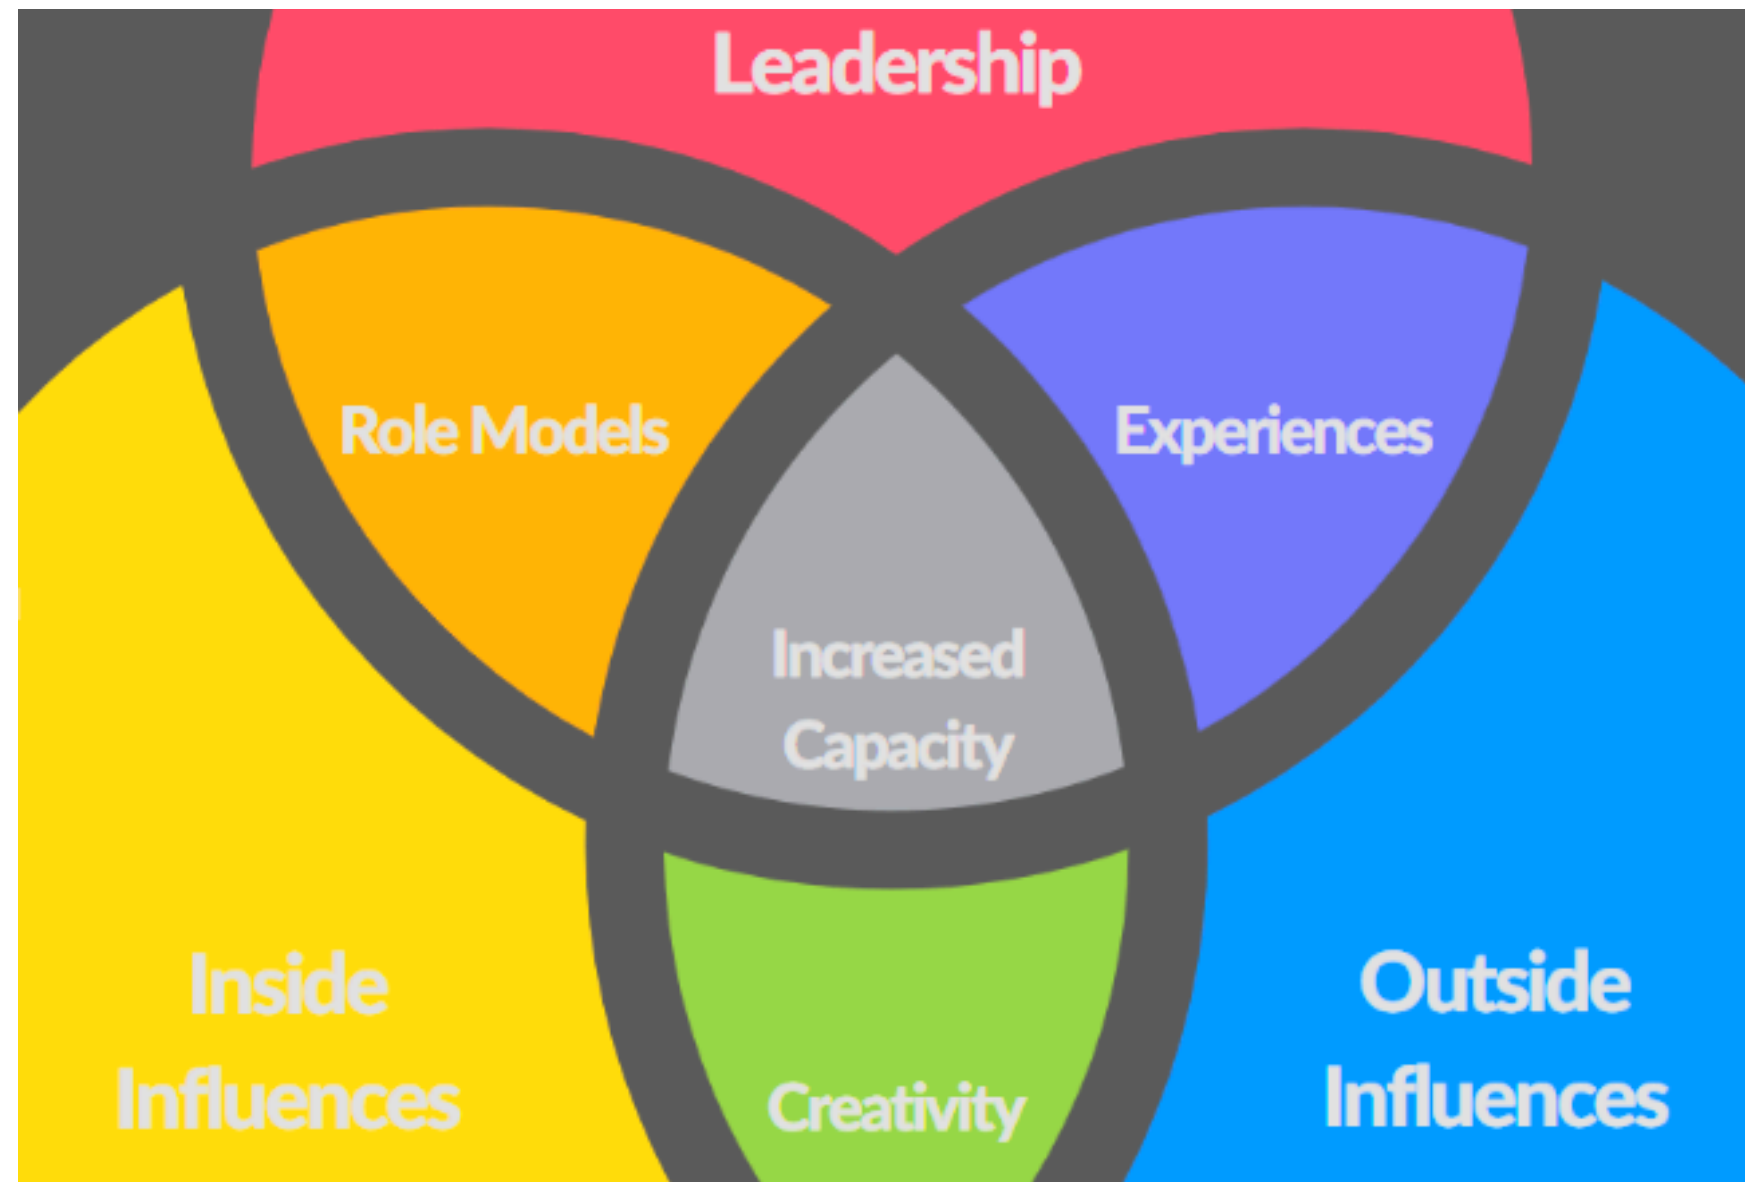 Leadership
Role Models
Experiences
Increased
Capacity
Inside
Influences
Outside
Influences
Creativity